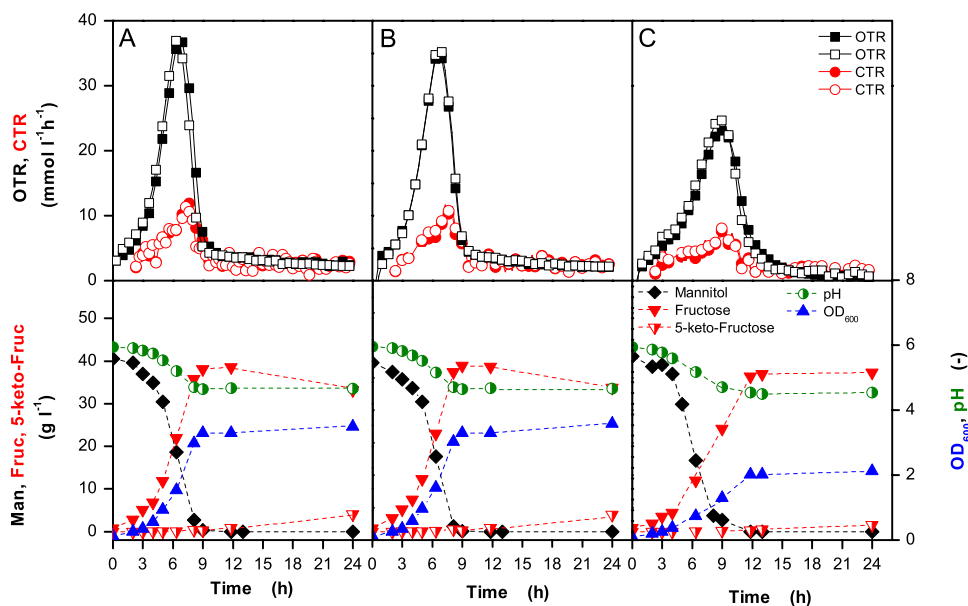 A
B
C
OTR
OTR
CTR
CTR
40
30
20
10
0
OTR, CTR
(mmol l⁻¹h⁻¹)
Mannitol
Fructose
5-keto-Fructose
pH
OD₆₀₀
50
40
30
20
10
0
Man, Fruc, 5-keto-Fruc
(g l⁻¹)
8
6
4
2
0
OD₆₀₀, pH (-)
0 3 6 9 12 15 18 21 24
0 3 6 9 12 15 18 21 24
0 3 6 9 12 15 18 21 24
Time (h)
Time (h)
Time (h)